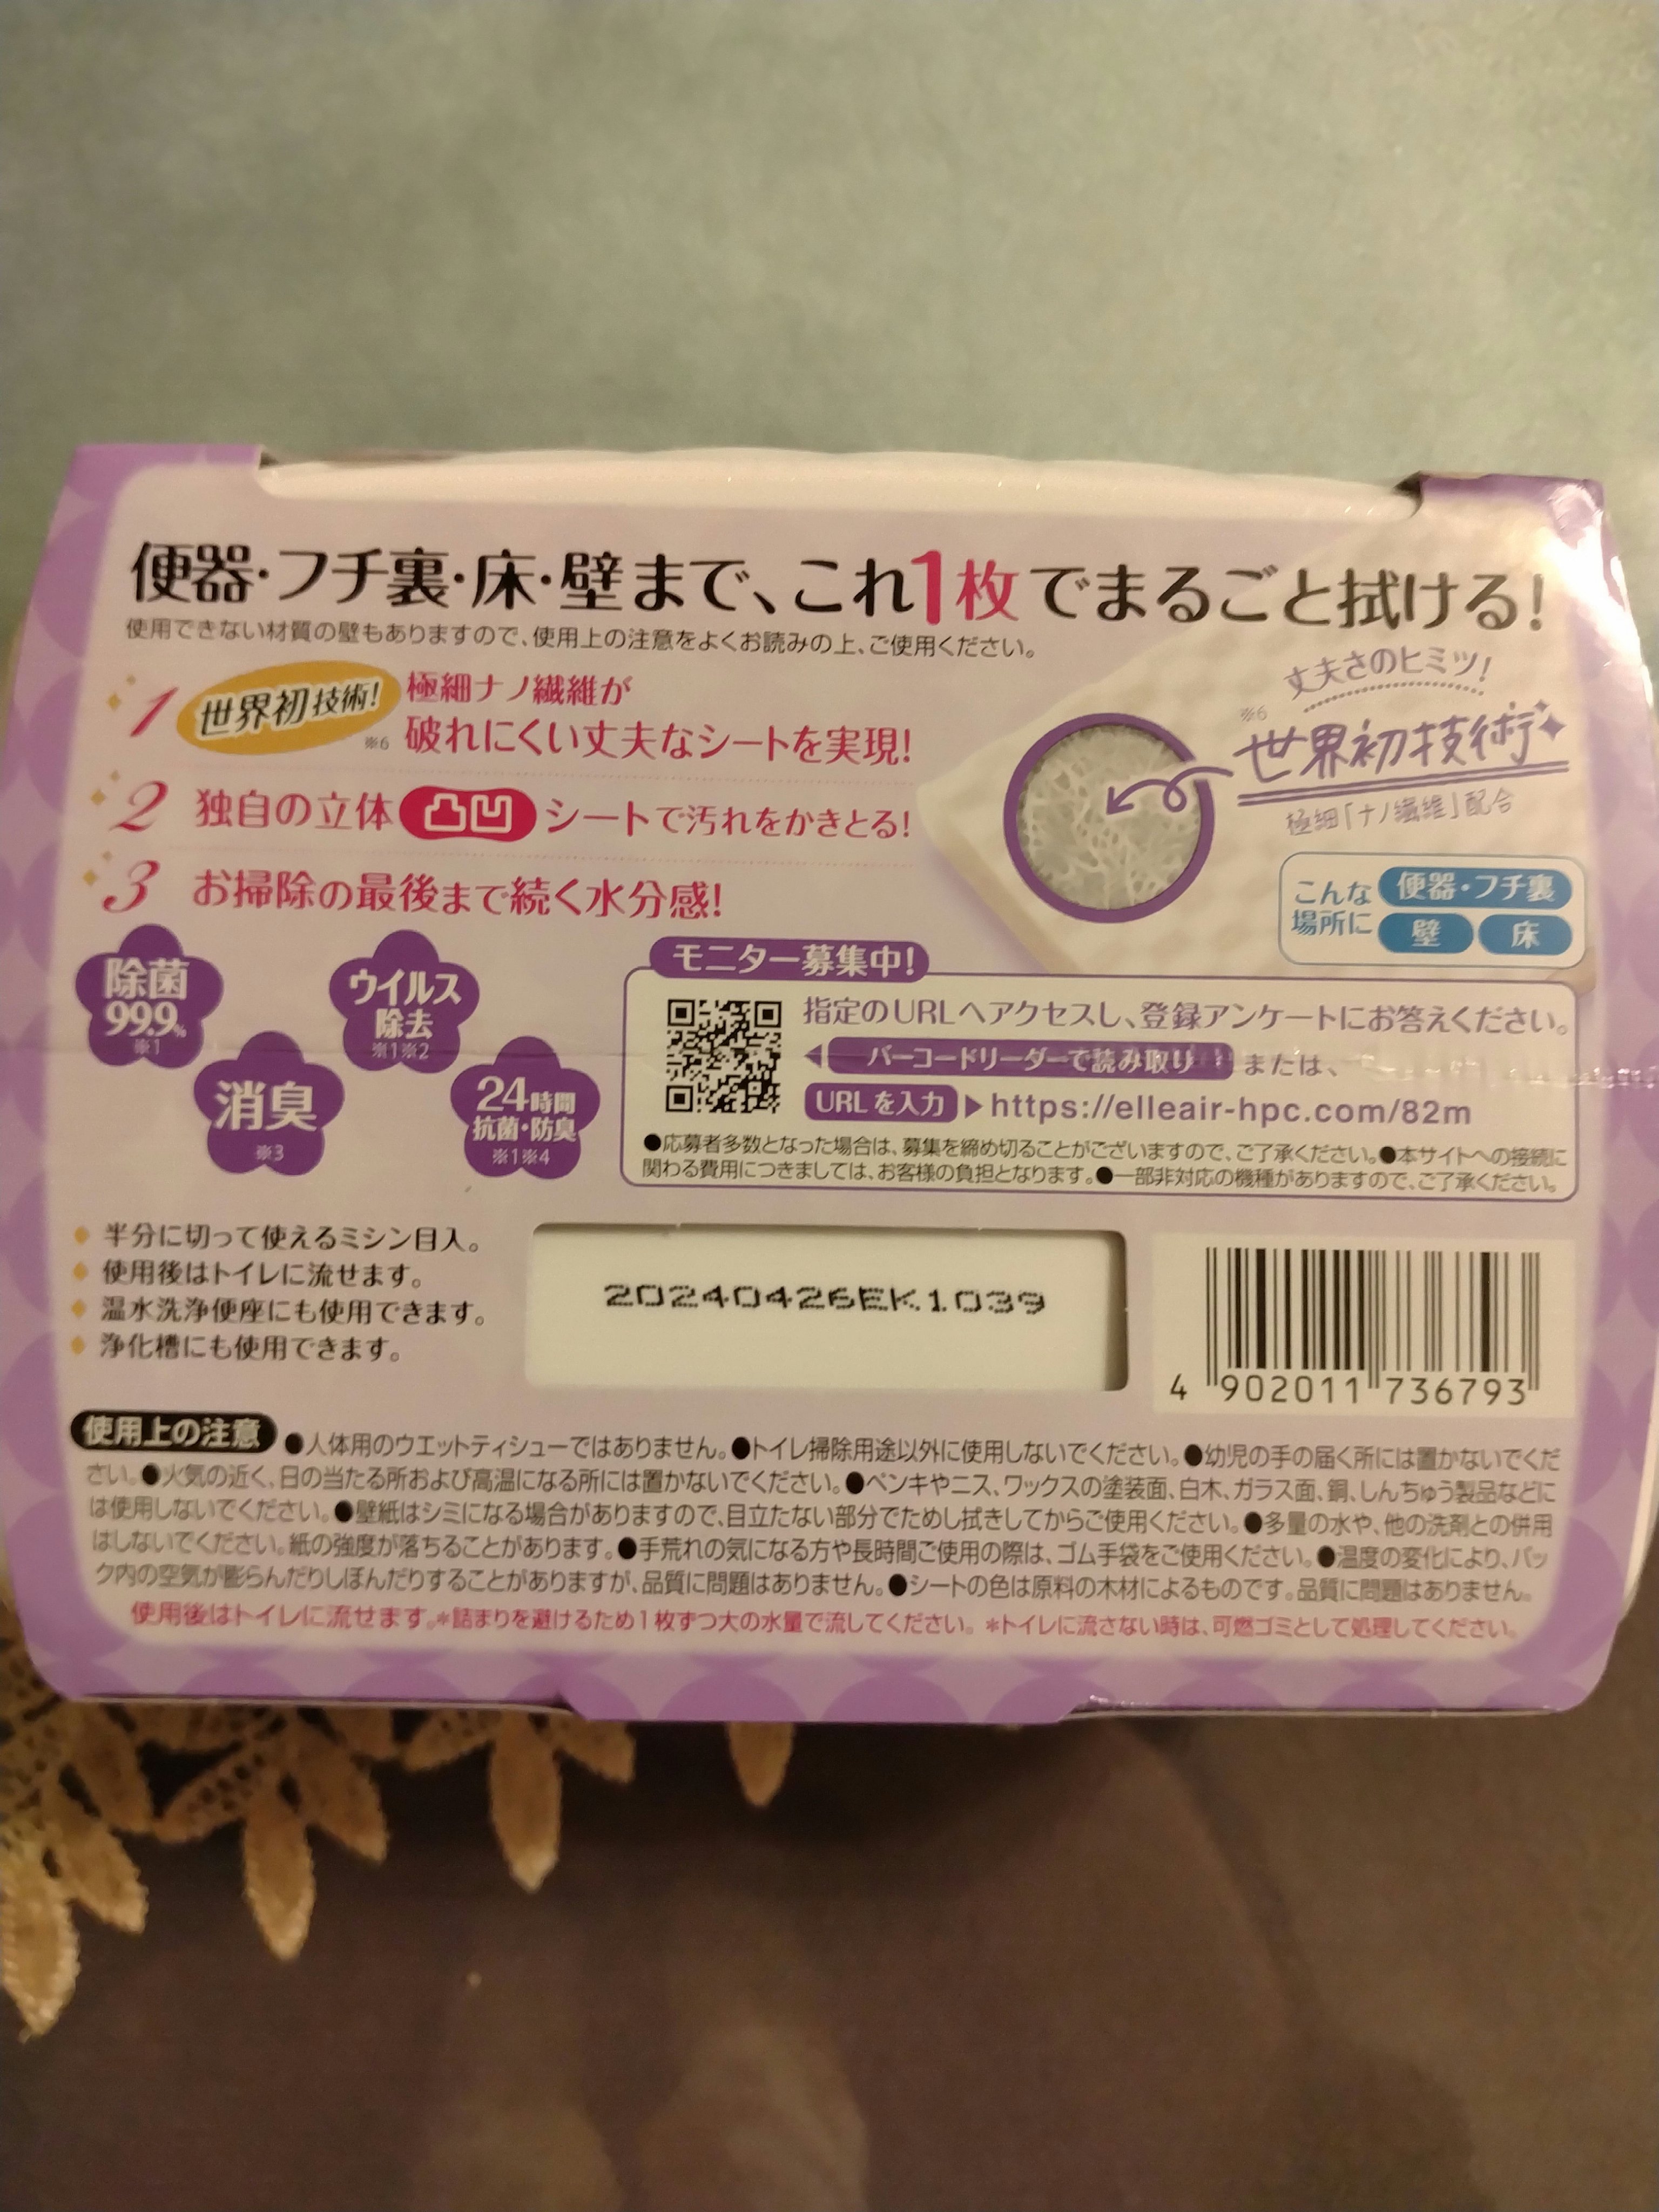 便器・フチ裏・床・壁まで、これ1枚でまるごと拭ける!
使用できない材質の壁もありますので、使用上の注意をよくお読みの上、ご使用ください。
1 世界初技術! ※6 極細ナノ繊維が
破れにくい丈夫なシートを実現!
2 独自の立体凸凹シートで汚れをかきとる!
3 お掃除の最後まで続く水分感!
丈夫さのヒミツ!
※6
世界初技術
極細「ナノ繊維」配合
こんな場所に 便器・フチ裏
壁 床
除菌
99.9%
※1
ウイルス
除去
※1※2
消臭
※3
24時間
抗菌・防臭
※1※4
モニター募集中!
指定のURLへアクセスし、登録アンケートにお答えください。
バーコードリーダーで読み取り または、
URLを入力 https://elleair-hpc.com/82m
●応募者多数となった場合は、募集を締め切ることがございますので、ご了承ください。●本サイトへの接続に
関わる費用につきましては、お客様の負担となります。●一部非対応の機種がありますので、ご了承ください。
半分に切って使えるミシン目入。
使用後はトイレに流せます。
温水洗浄便座にも使用できます。
浄化槽にも使用できます。
20240426EK1039
4 902011 736793
使用上の注意 ●人体用のウエットティシューではありません。●トイレ掃除用途以外に使用しないでください。●幼児の手の届く所には置かないでくだ
さい。●火気の近く、日の当たる所および高温になる所には置かないでください。●ペンキやニス、ワックスの塗装面、白木、ガラス面、銅、しんちゅう製品などに
は使用しないでください。●壁紙はシミになる場合がありますので、目立たない部分でためし拭きしてからご使用ください。●多量の水や、他の洗剤との併用
はしないでください。紙の強度が落ちることがあります。●手荒れの気になる方や長時間ご使用の際は、ゴム手袋をご使用ください。●温度の変化により、パッ
ク内の空気が膨らんだりしぼんだりすることがありますが、品質に問題はありません。●シートの色は原料の木材によるものです。品質に問題はありません。
使用後はトイレに流せます。*詰まりを避けるため1枚ずつ大の水量で流してください。*トイレに流さない時は、可燃ゴミとして処理してください。